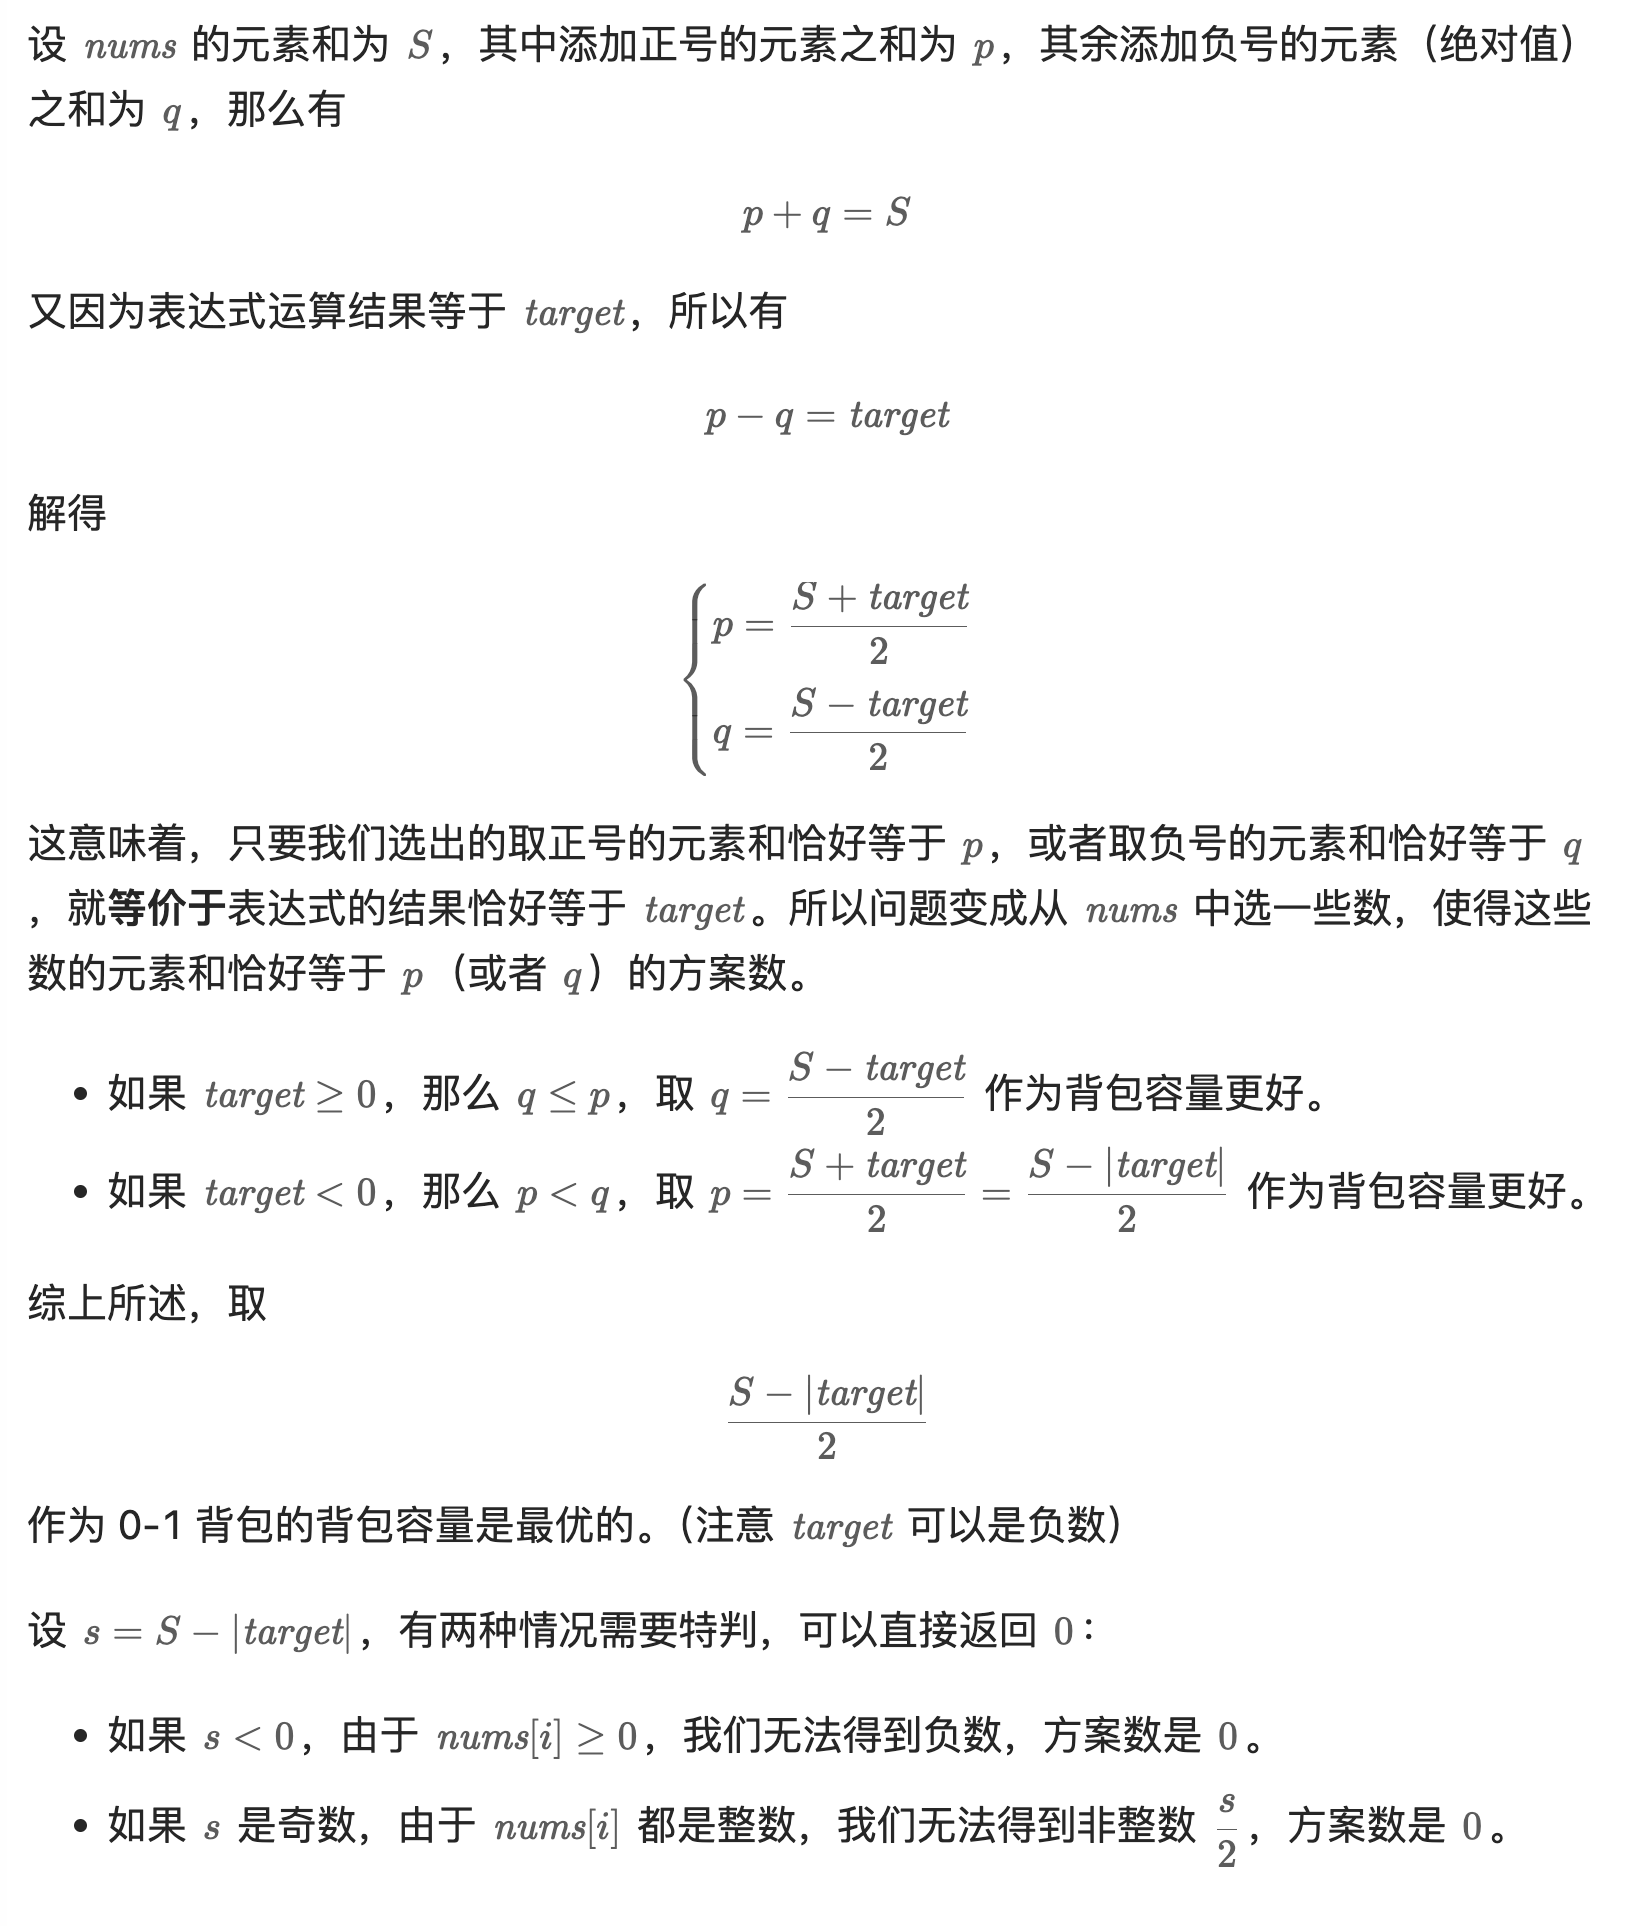 设 nums 的元素和为 S，其中添加正号的元素之和为 p，其余添加负号的元素（绝对值）
之和为 q，那么有
p + q = S
又因为表达式运算结果等于 target，所以有
p − q = target
解得
{ p = (S + target) / 2
q = (S − target) / 2
这意味着，只要我们选出的取正号的元素和恰好等于 p，或者取负号的元素和恰好等于 q
，就等价于表达式的结果恰好等于 target。所以问题变成从 nums 中选一些数，使得这些
数的元素和恰好等于 p（或者 q）的方案数。
• 如果 target ≥ 0，那么 q ≤ p，取 q = (S − target) / 2 作为背包容量更好。
• 如果 target < 0，那么 p < q，取 p = (S + target) / 2 = (S − |target|) / 2 作为背包容量更好。
综上所述，取
(S − |target|) / 2
作为 0-1 背包的背包容量是最优的。（注意 target 可以是负数）
设 s = S − |target|，有两种情况需要特判，可以直接返回 0：
• 如果 s < 0，由于 nums[i] ≥ 0，我们无法得到负数，方案数是 0。
• 如果 s 是奇数，由于 nums[i] 都是整数，我们无法得到非整数 s / 2，方案数是 0。